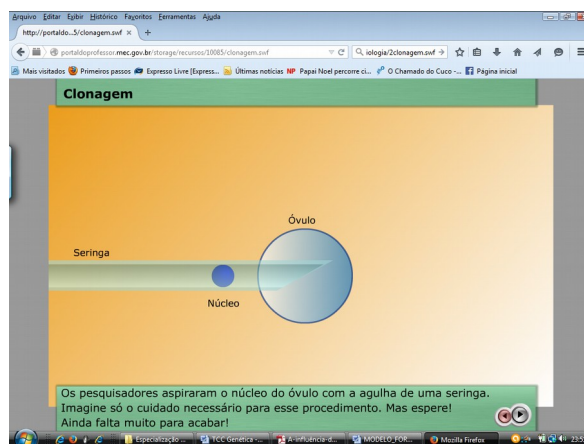 Arquivo Editar Exibir Histórico Favoritos Ferramentas Ajuda
http://portaldo...5/clonagem.swf × +
portaldoprofessor.mec.gov.br/storage/recursos/10085/clonagem.swf iologia/2clonagem.swf
Mais visitados Primeiros passos Expresso Livre [Express... Últimas notícias NP Papai Noel percorre ci... O Chamado do Cuco -... Página inicial
Clonagem
Óvulo
Seringa
Núcleo
Os pesquisadores aspiraram o núcleo do óvulo com a agulha de uma seringa.
Imagine só o cuidado necessário para esse procedimento. Mas espere!
Ainda falta muito para acabar!
Especialização ... TCC Genética -... A-influência-d... MODELO_FOR... Mozilla Firefox